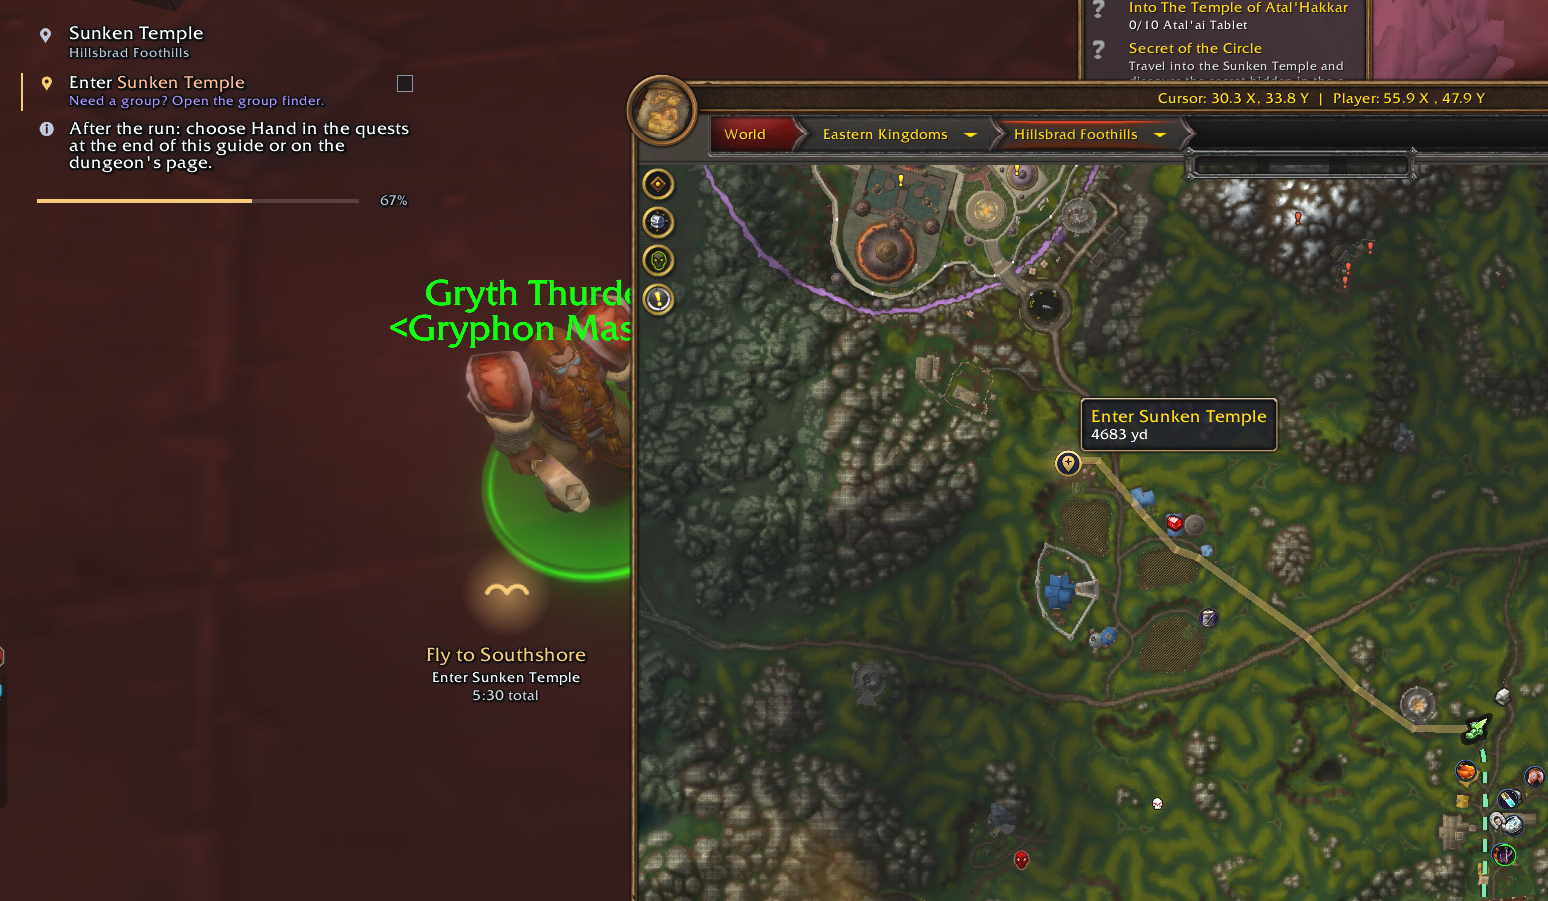 Sunken Temple
Hillsbrad Foothills
Enter Sunken Temple
Need a group? Open the group finder.
After the run: choose Hand in the quests
at the end of this guide or on the
dungeon's page.
67%
Into The Temple of Atal'Hakkar
0/10 Atal'ai Tablet
Secret of the Circle
Travel into the Sunken Temple and
Cursor: 30.3 X, 33.8 Y | Player: 55.9 X , 47.9 Y
World
Eastern Kingdoms
Hillsbrad Foothills
Gryth
<Gryphon
Enter Sunken Temple
4683 yd
Fly to Southshore
Enter Sunken Temple
5:30 total